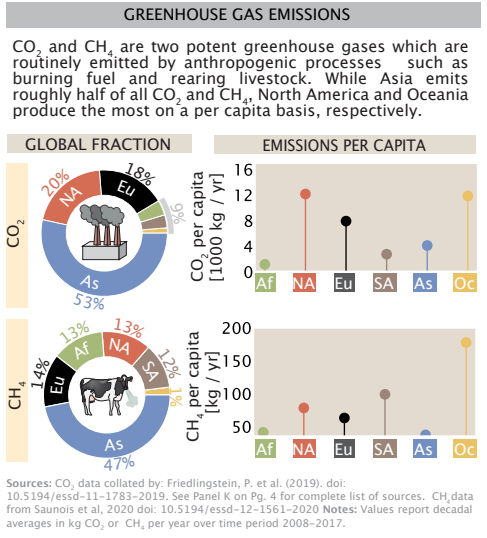 GREENHOUSE GAS EMISSIONS
CO₂ and CH₄ are two potent greenhouse gases which are
routinely emitted by anthropogenic processes such as
burning fuel and rearing livestock. While Asia emits
roughly half of all CO₂ and CH₄, North America and Oceania
produce the most on a per capita basis, respectively.
GLOBAL FRACTION
EMISSIONS PER CAPITA
CO₂
20%
18%
9%
53%
NA
Eu
As
CO₂ per capita
[1000 kg / yr]
16
12
8
4
0
Af
NA
Eu
SA
As
Oc
CH₄
14%
13%
13%
12%
1%
47%
Eu
Af
NA
SA
As
CH₄ per capita
[kg / yr]
200
150
100
50
Af
NA
Eu
SA
As
Oc
Sources: CO₂ data collated by: Friedlingstein, P. et al. (2019). doi:
10.5194/essd-11-1783-2019. See Panel K on Pg. 4 for complete list of sources. CH₄data
from Saunois et al, 2020 doi: 10.5194/essd-12-1561-2020 Notes: Values report decadal
averages in kg CO₂ or CH₄ per year over time period 2008-2017.